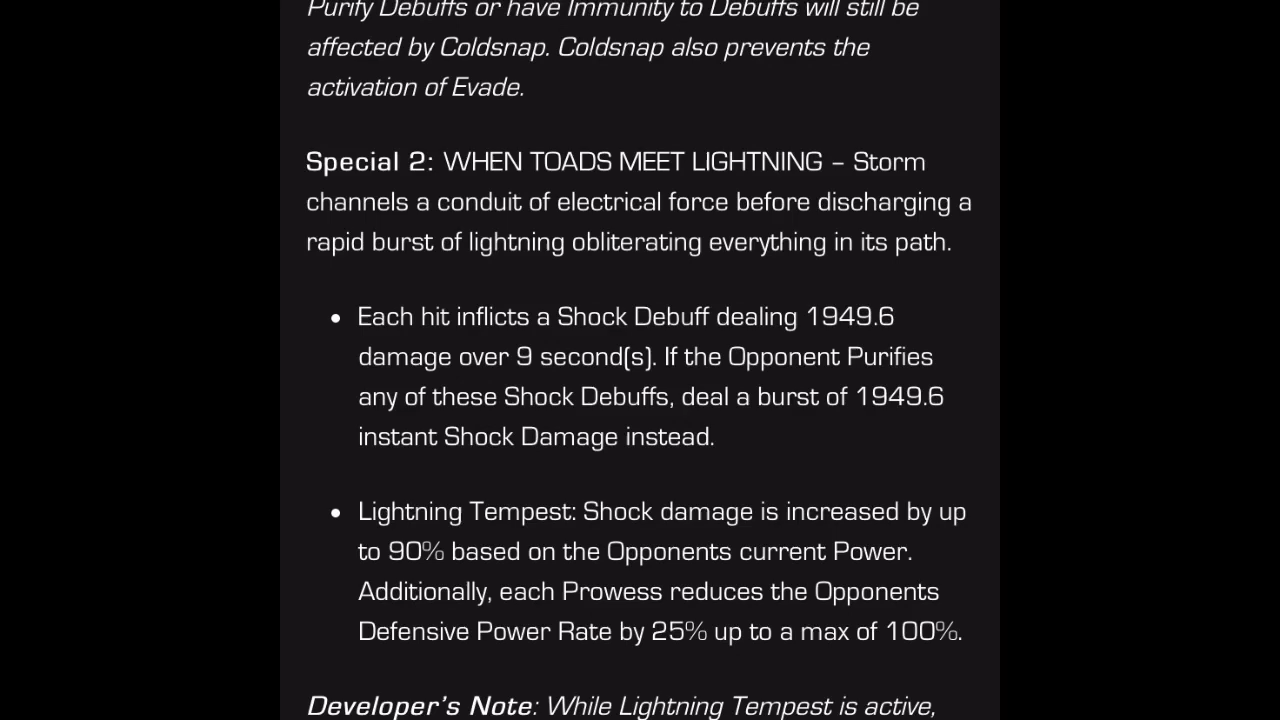 Purify Debuffs or have Immunity to Debuffs will still be
affected by Coldsnap. Coldsnap also prevents the
activation of Evade.
Special 2: WHEN TOADS MEET LIGHTNING – Storm
channels a conduit of electrical force before discharging a
rapid burst of lightning obliterating everything in its path.
• Each hit inflicts a Shock Debuff dealing 1949.6
damage over 9 second(s). If the Opponent Purifies
any of these Shock Debuffs, deal a burst of 1949.6
instant Shock Damage instead.
• Lightning Tempest: Shock damage is increased by up
to 90% based on the Opponents current Power.
Additionally, each Prowess reduces the Opponents
Defensive Power Rate by 25% up to a max of 100%.
Developer's Note: While Lightning Tempest is active,